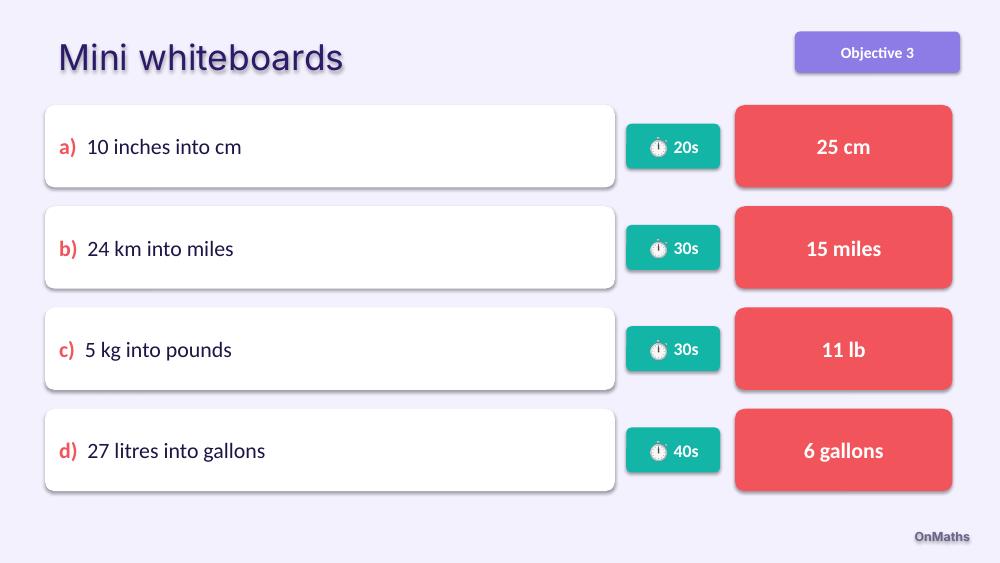 Mini whiteboards
Objective 3
a) 10 inches into cm
⏱ 20s
25 cm
b) 24 km into miles
⏱ 30s
15 miles
c) 5 kg into pounds
⏱ 30s
11 lb
d) 27 litres into gallons
⏱ 40s
6 gallons
OnMaths